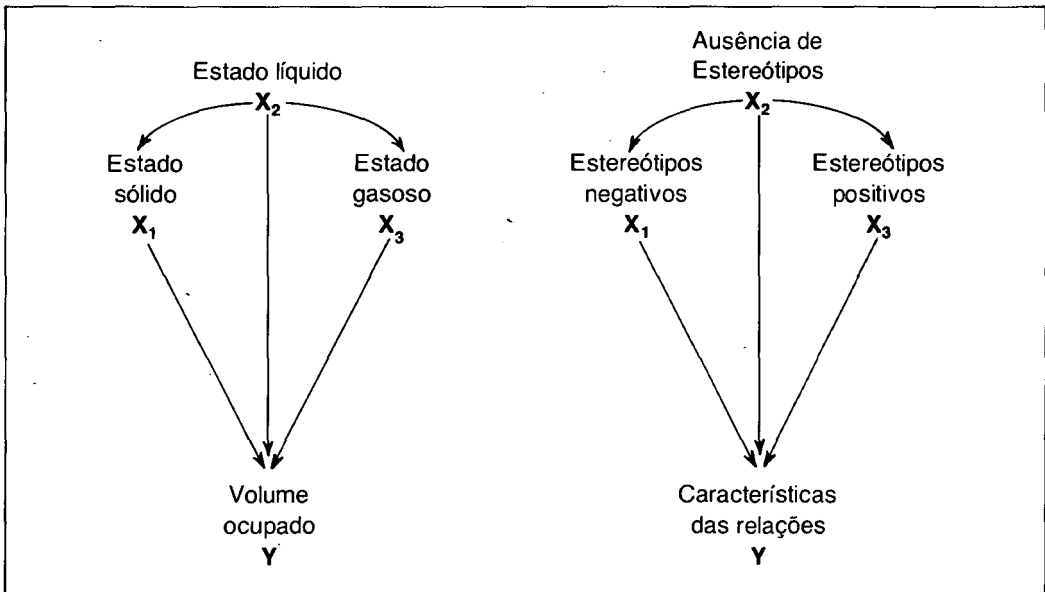 Estado líquido
X₂
Estado
sólido
X₁
Estado
gasoso
X₃
Volume
ocupado
Y
Ausência de
Estereótipos
X₂
Estereótipos
negativos
X₁
Estereótipos
positivos
X₃
Características
das relações
Y